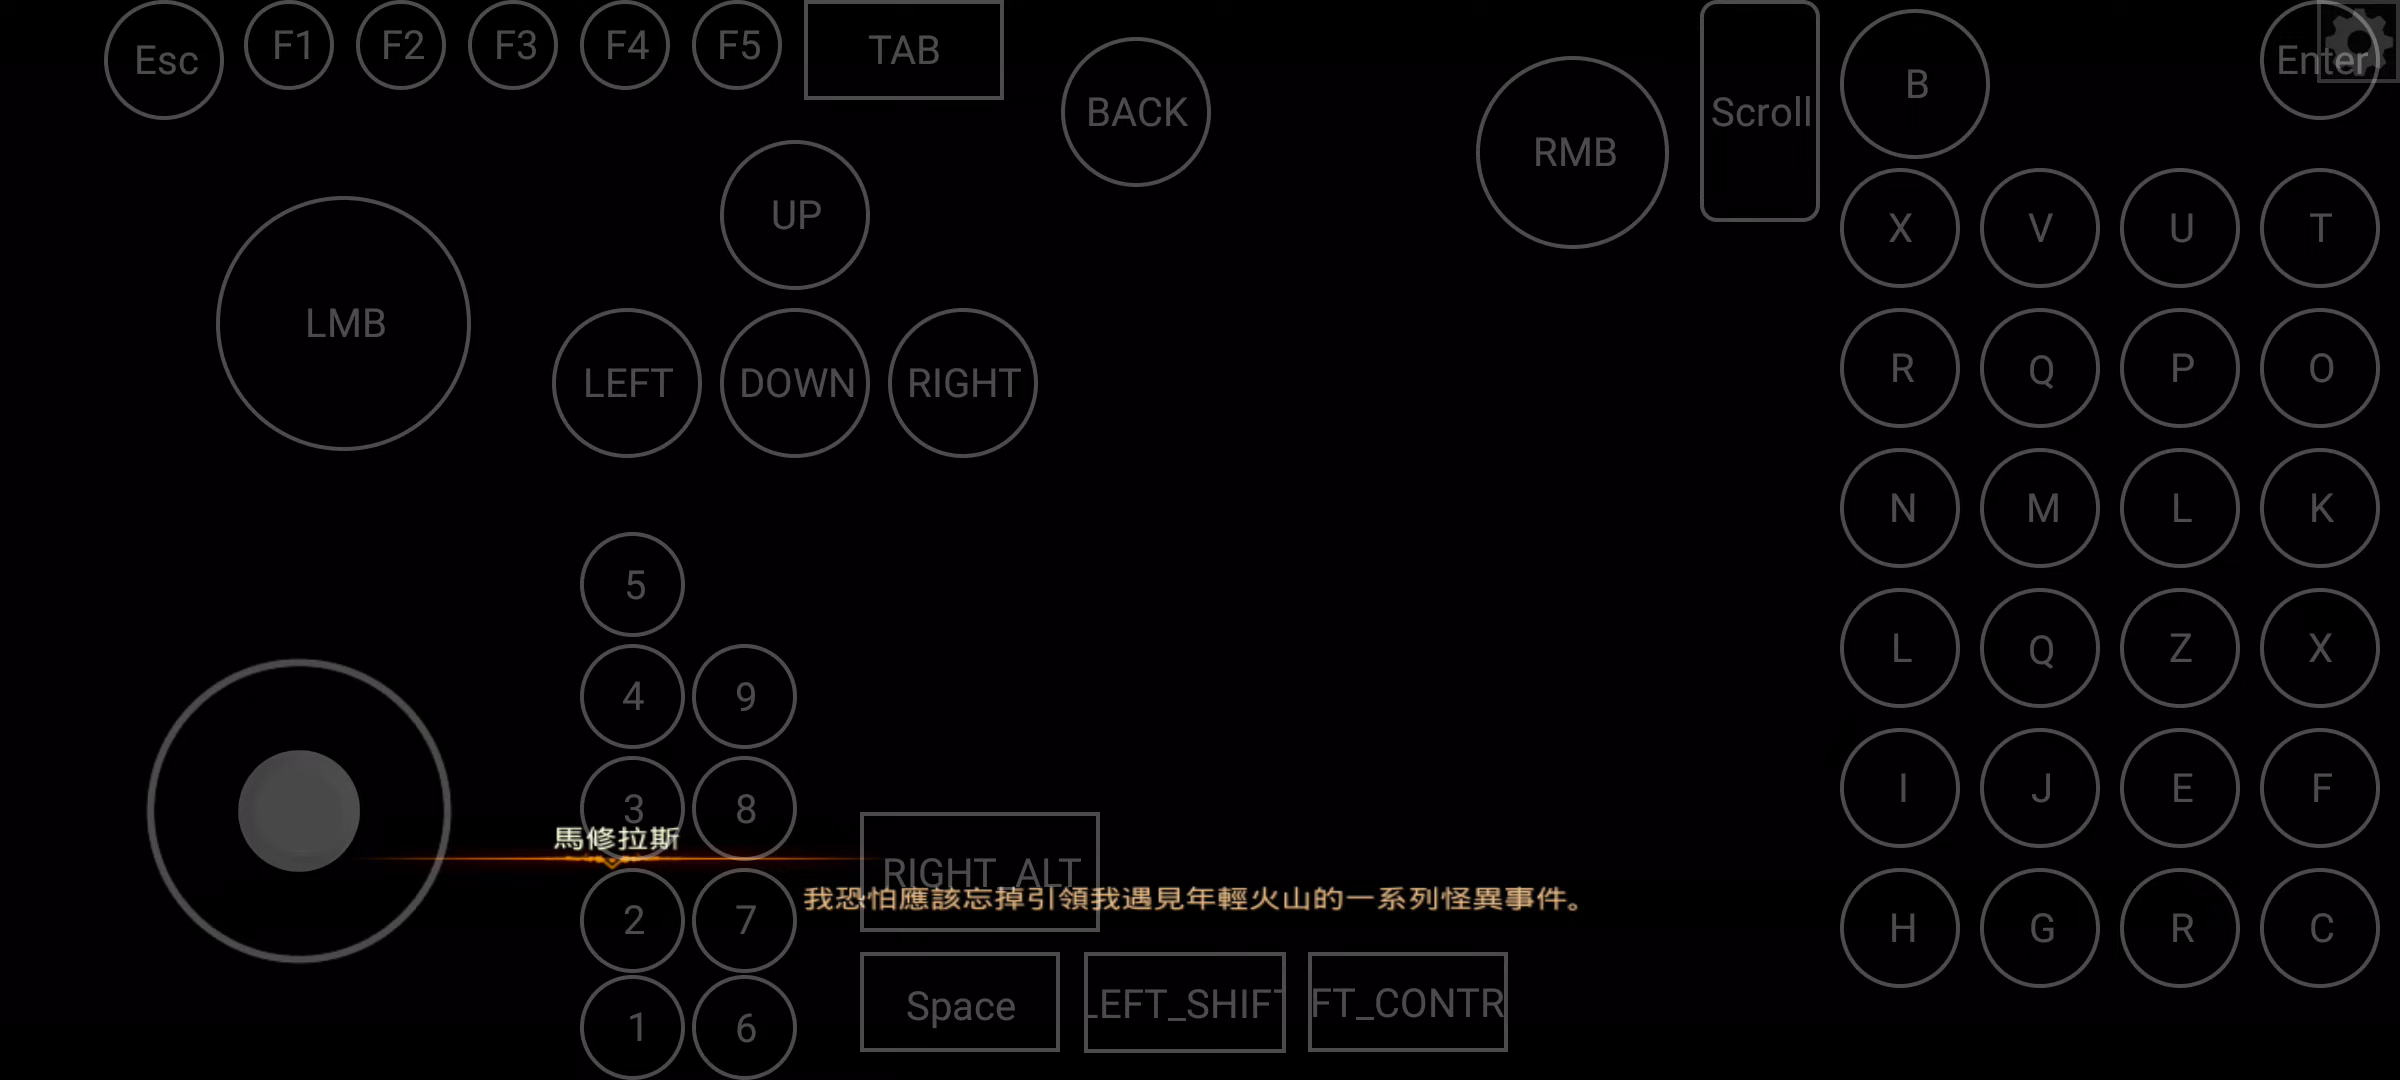 Esc F1 F2 F3 F4 F5 TAB BACK RMB Scroll B Enter
UP X V U T
LMB LEFT DOWN RIGHT R Q P O
N M L K
5
4 9 L Q Z X
3 8 I J E F
馬修拉斯
RIGHT_ALT
我恐怕應該忘掉引領我遇見年輕火山的一系列怪異事件。
2 7 H G R C
1 6 Space LEFT_SHIFT FT_CONTR